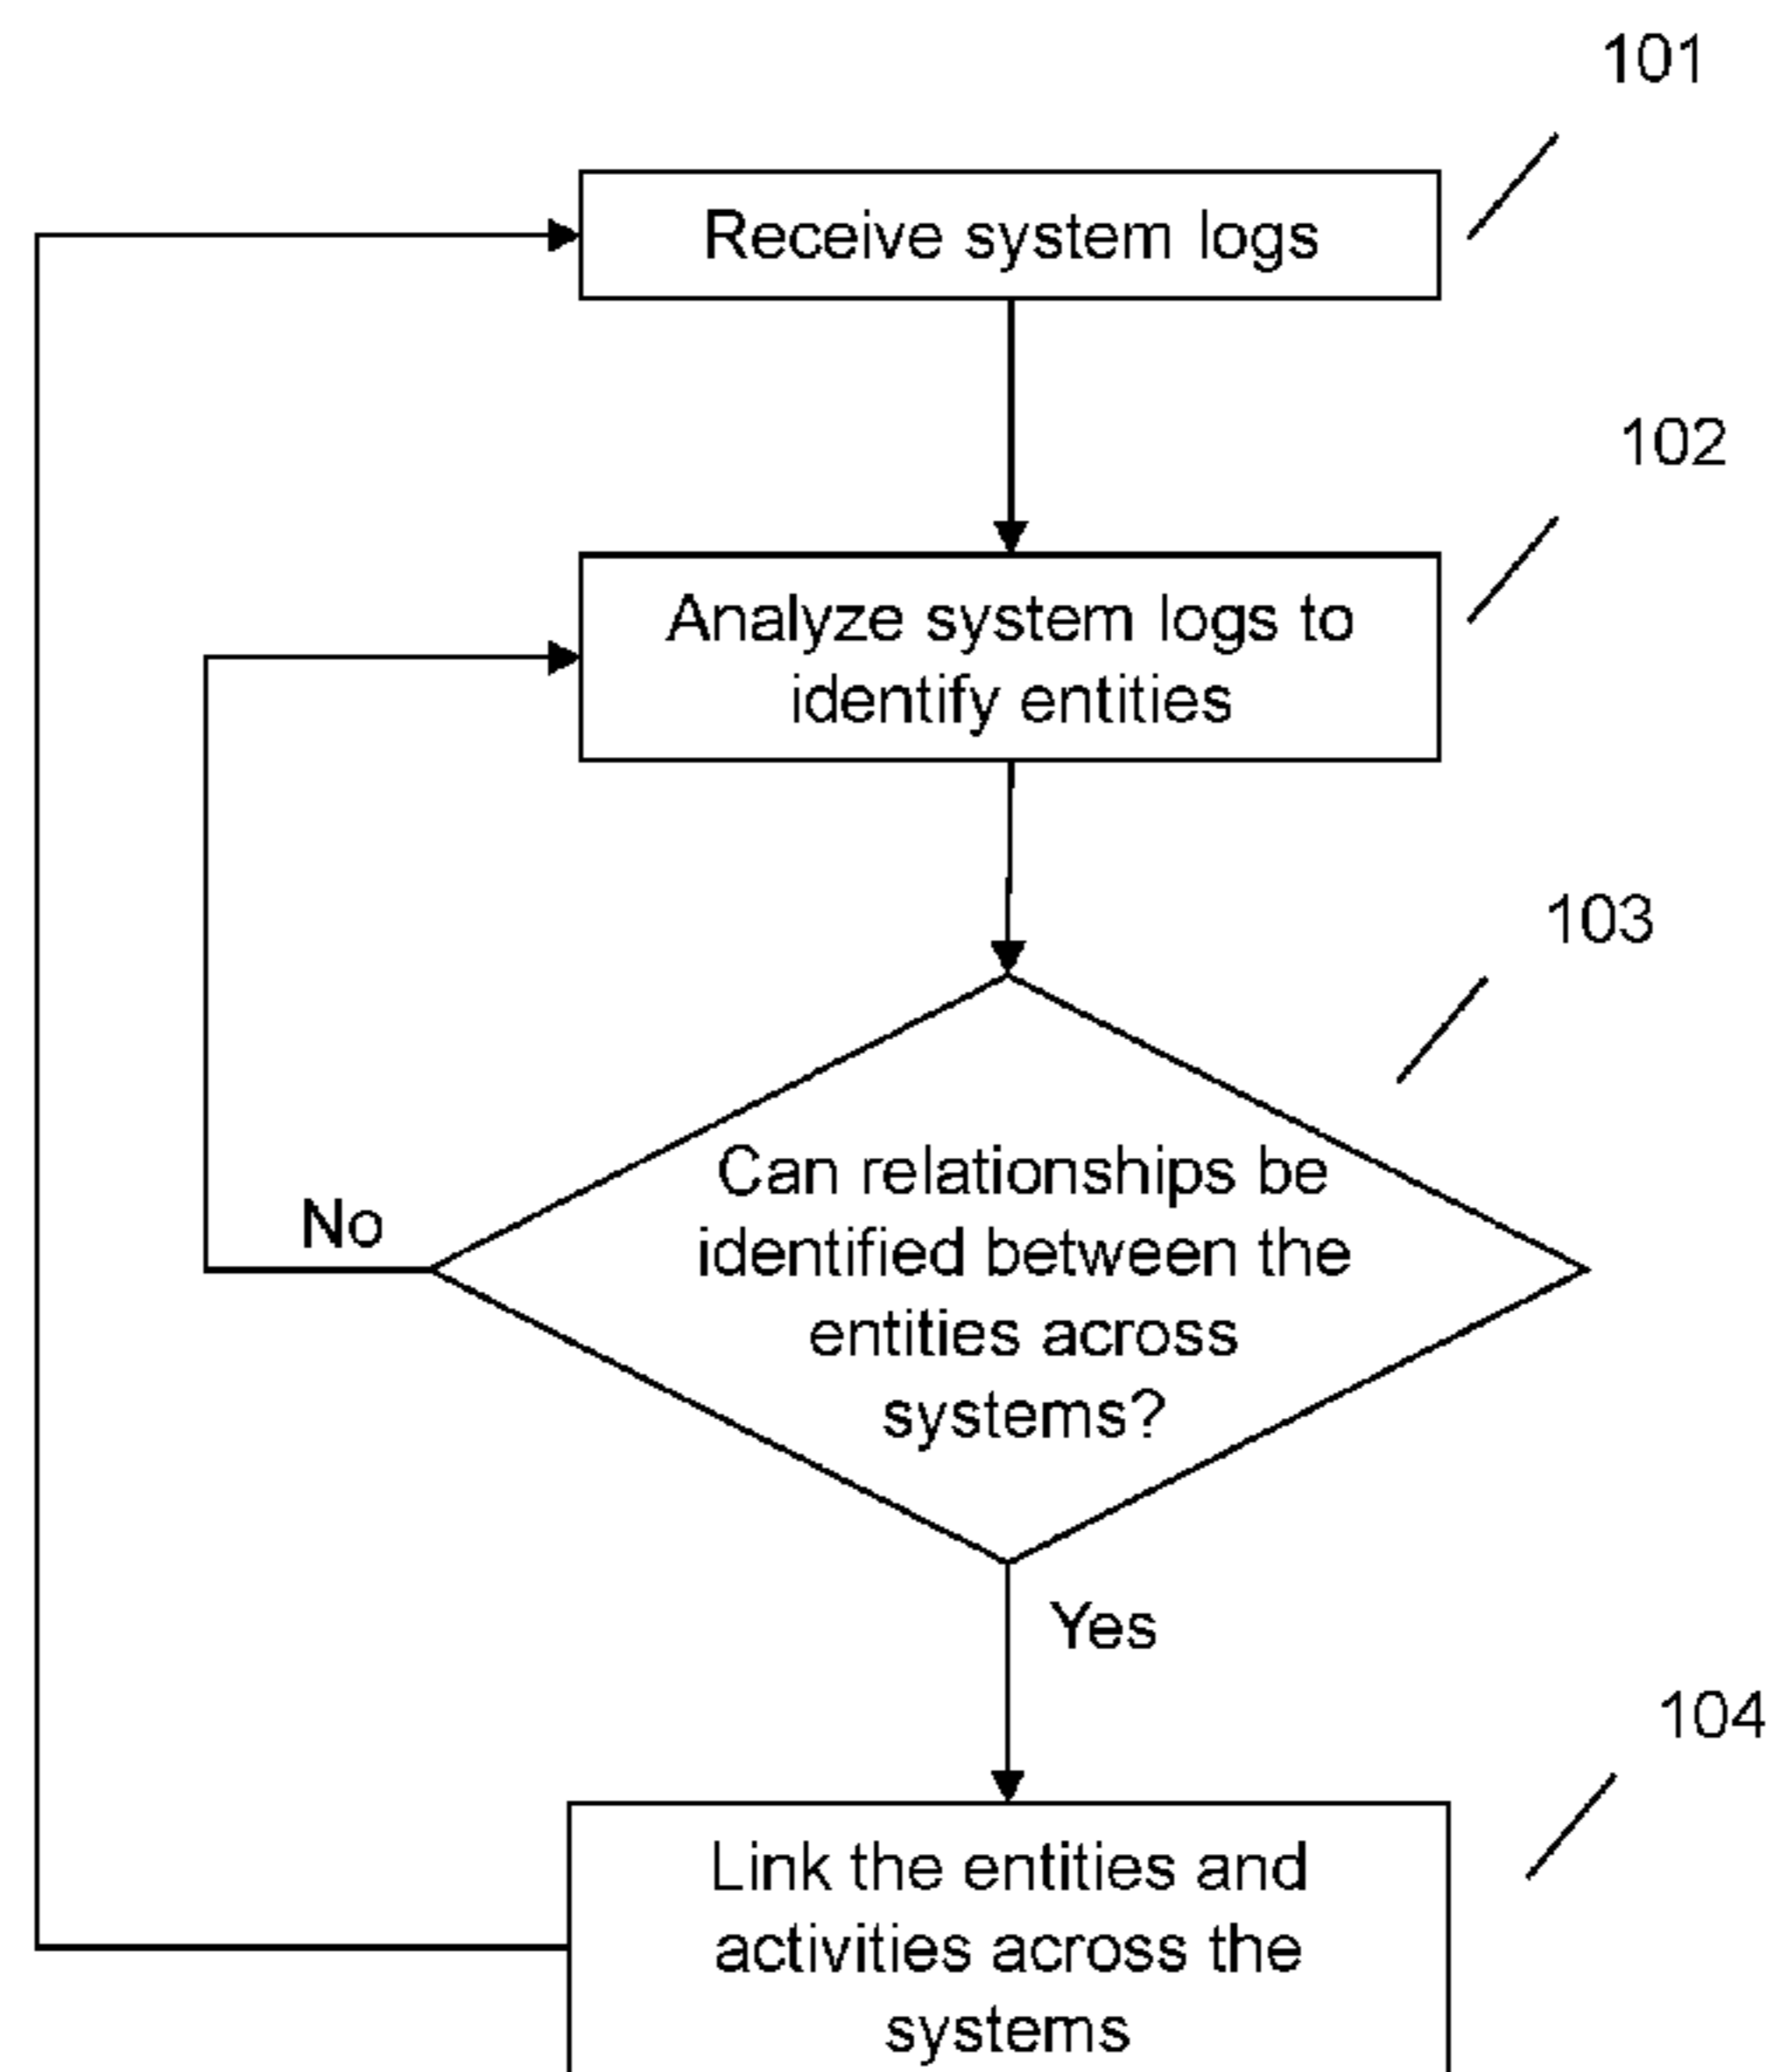 101
Receive system logs
102
Analyze system logs to
identify entities
103
Can relationships be
identified between the
entities across
systems?
No
Yes
104
Link the entities and
activities across the
systems